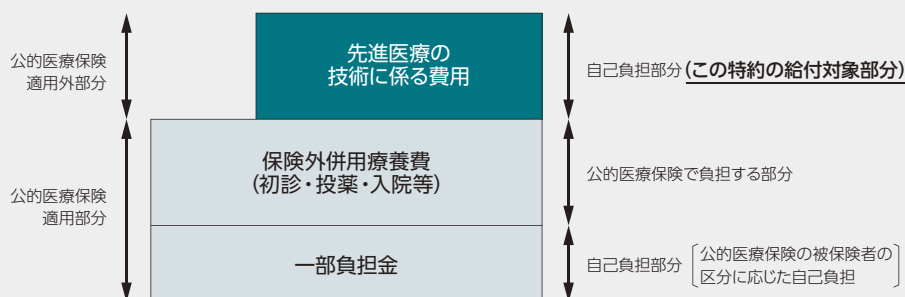 公的医療保険
適用外部分
先進医療の
技術に係る費用
自己負担部分(この特約の給付対象部分)
公的医療保険
適用部分
保険外併用療養費
(初診・投薬・入院等)
公的医療保険で負担する部分
一部負担金
自己負担部分
公的医療保険の被保険者の
区分に応じた自己負担